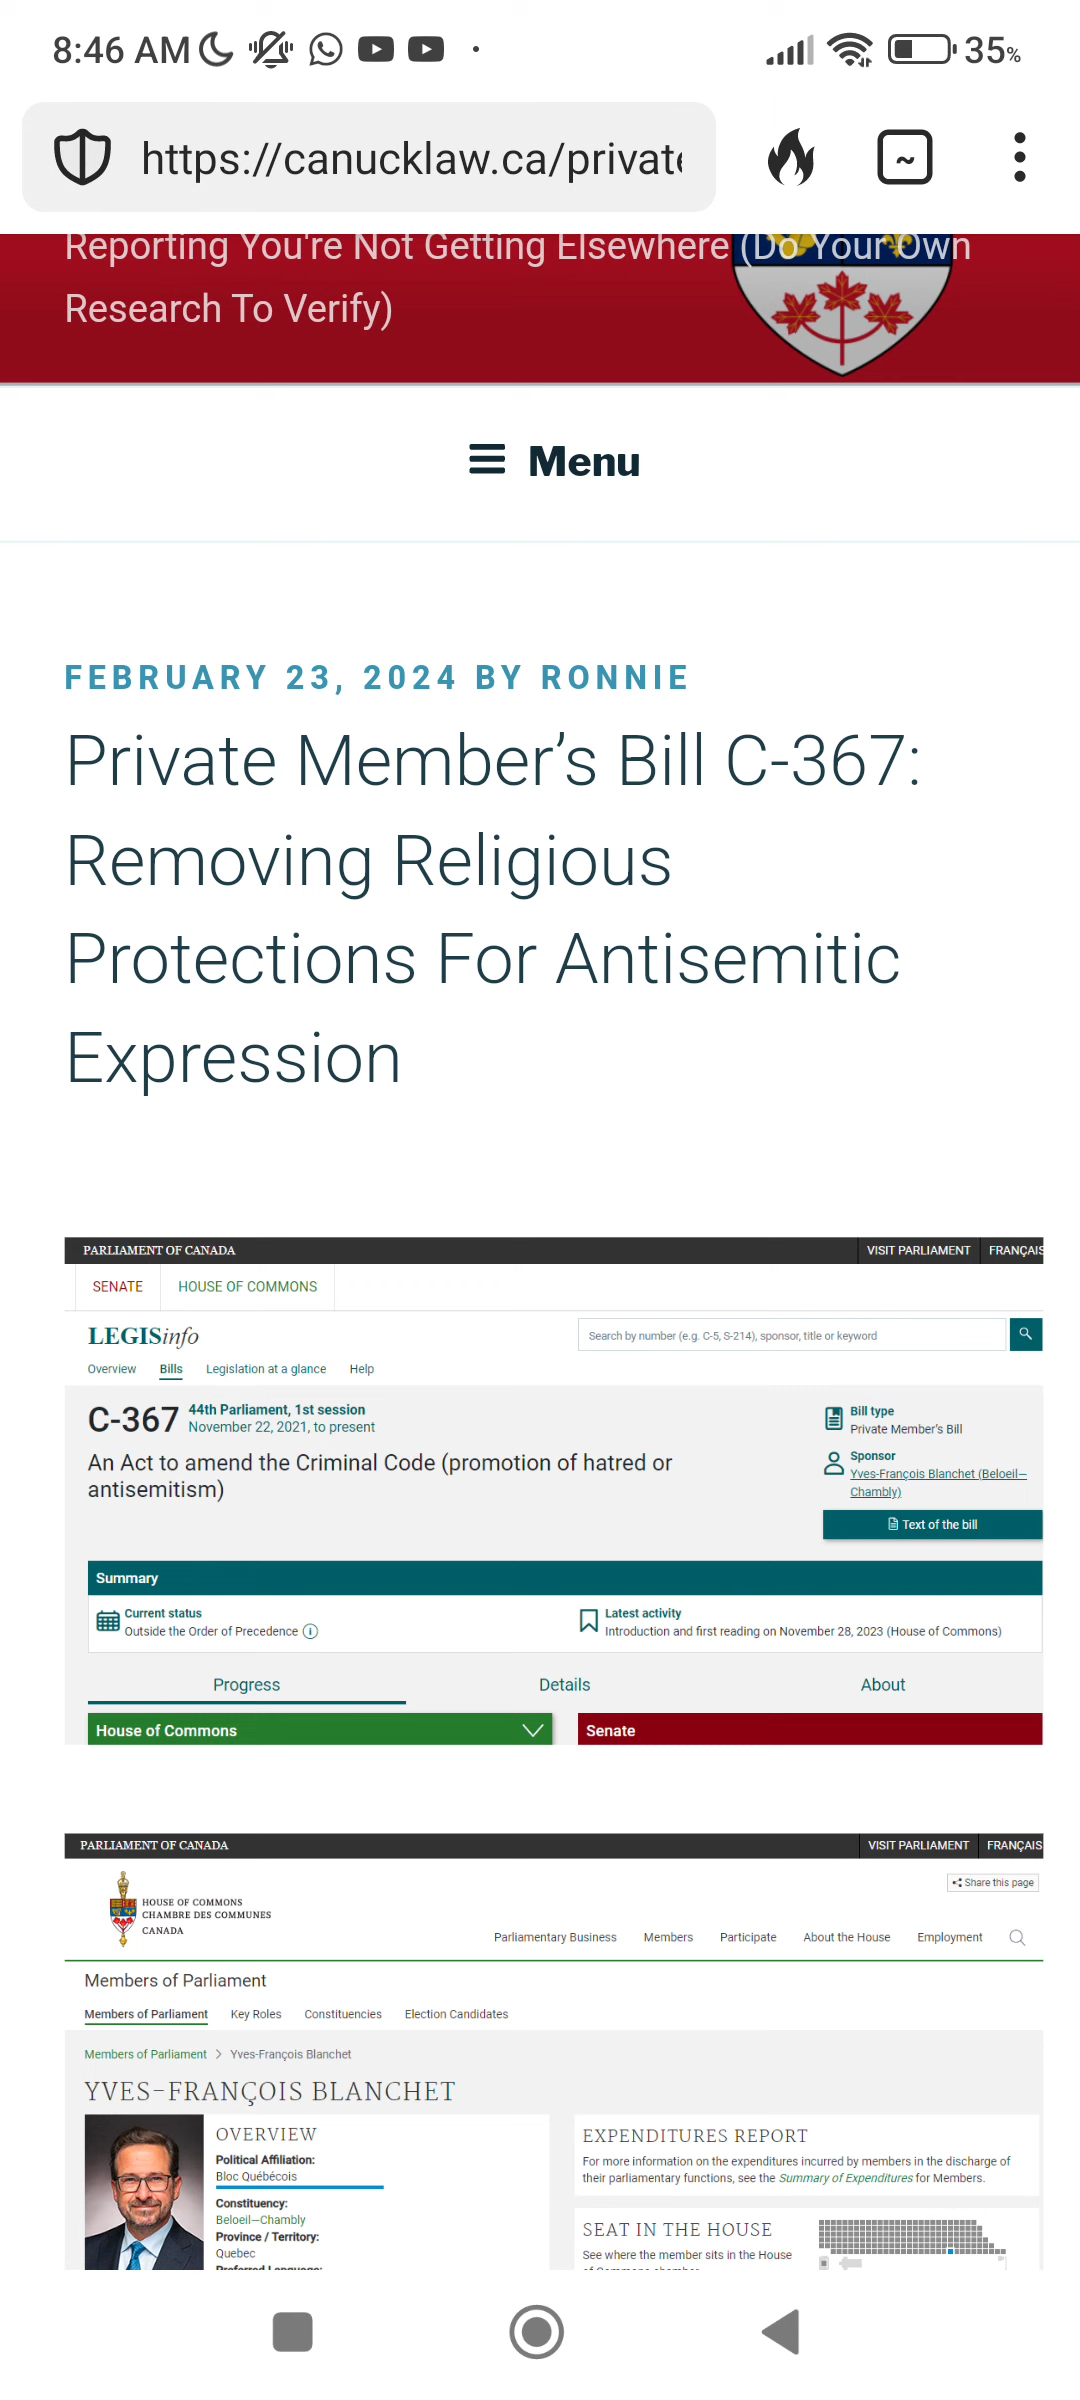 8:46 AM
35%
https://canucklaw.ca/private
Reporting You're Not Getting Elsewhere (Do Your Own
Research To Verify)
Menu
FEBRUARY 23, 2024 BY RONNIE
Private Member's Bill C-367:
Removing Religious
Protections For Antisemitic
Expression
PARLIAMENT OF CANADA
VISIT PARLIAMENT
FRANÇAIS
SENATE
HOUSE OF COMMONS
LEGISinfo
Search by number (e.g. C-5, S-214), sponsor, title or keyword
Overview Bills Legislation at a glance Help
C-367
44th Parliament, 1st session
November 22, 2021, to present
An Act to amend the Criminal Code (promotion of hatred or
antisemitism)
Bill type
Private Member's Bill
Sponsor
Yves-François Blanchet (Beloeil—
Chambly)
Text of the bill
Summary
Current status
Outside the Order of Precedence
Latest activity
Introduction and first reading on November 28, 2023 (House of Commons)
Progress Details About
House of Commons
Senate
PARLIAMENT OF CANADA
VISIT PARLIAMENT
FRANÇAIS
HOUSE OF COMMONS
CHAMBRE DES COMMUNES
CANADA
Share this page
Parliamentary Business Members Participate About the House Employment
Members of Parliament
Members of Parliament Key Roles Constituencies Election Candidates
Members of Parliament > Yves-François Blanchet
YVES-FRANÇOIS BLANCHET
OVERVIEW
Political Affiliation:
Bloc Québécois
Constituency:
Beloeil—Chambly
Province / Territory:
Quebec
Preferred Language:
EXPENDITURES REPORT
For more information on the expenditures incurred by members in the discharge of
their parliamentary functions, see the Summary of Expenditures for Members.
SEAT IN THE HOUSE
See where the member sits in the House
of Commons chamber